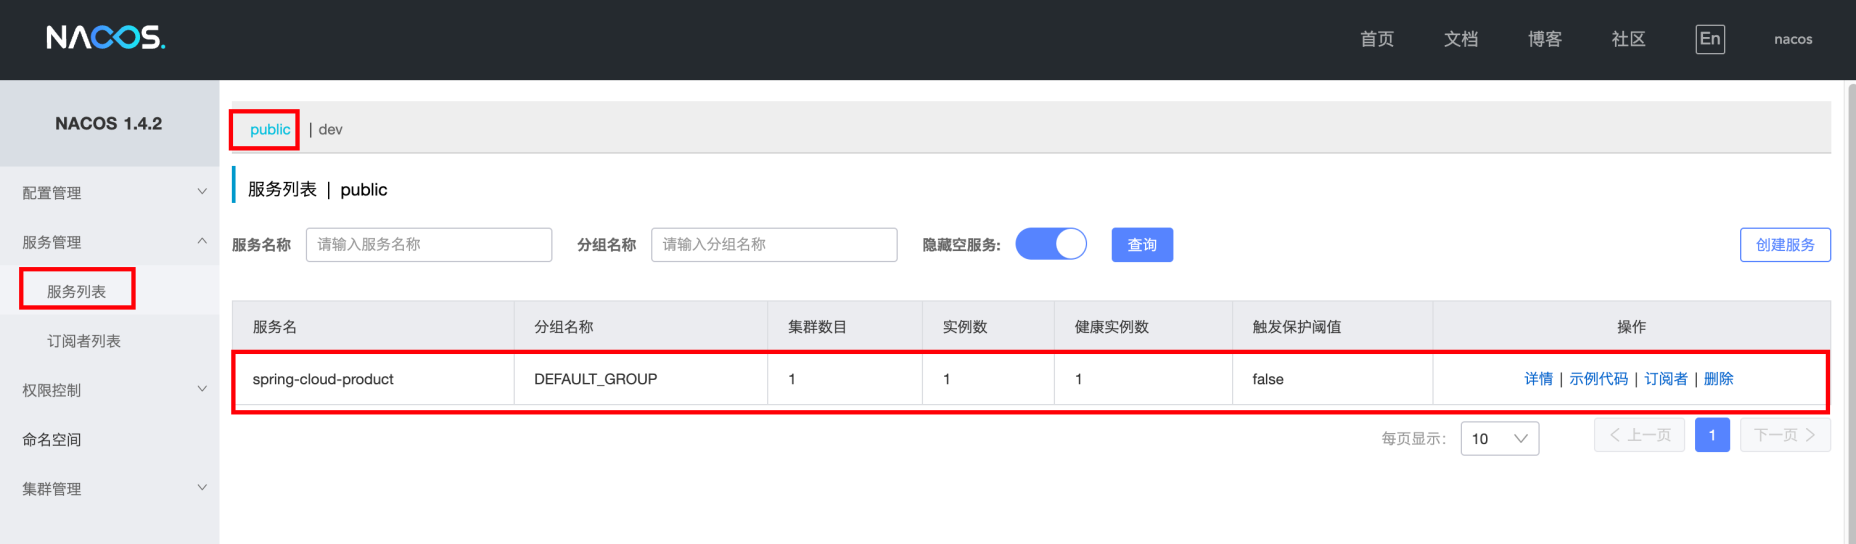 NACOS.
首页 文档 博客 社区 En nacos
NACOS 1.4.2
配置管理
服务管理
服务列表
订阅者列表
权限控制
命名空间
集群管理
public | dev
服务列表 | public
服务名称 请输入服务名称 分组名称 请输入分组名称 隐藏空服务: 查询 创建服务
服务名 分组名称 集群数目 实例数 健康实例数 触发保护阈值 操作
spring-cloud-product DEFAULT_GROUP 1 1 1 false 详情 | 示例代码 | 订阅者 | 删除
每页显示: 10 上一页 1 下一页